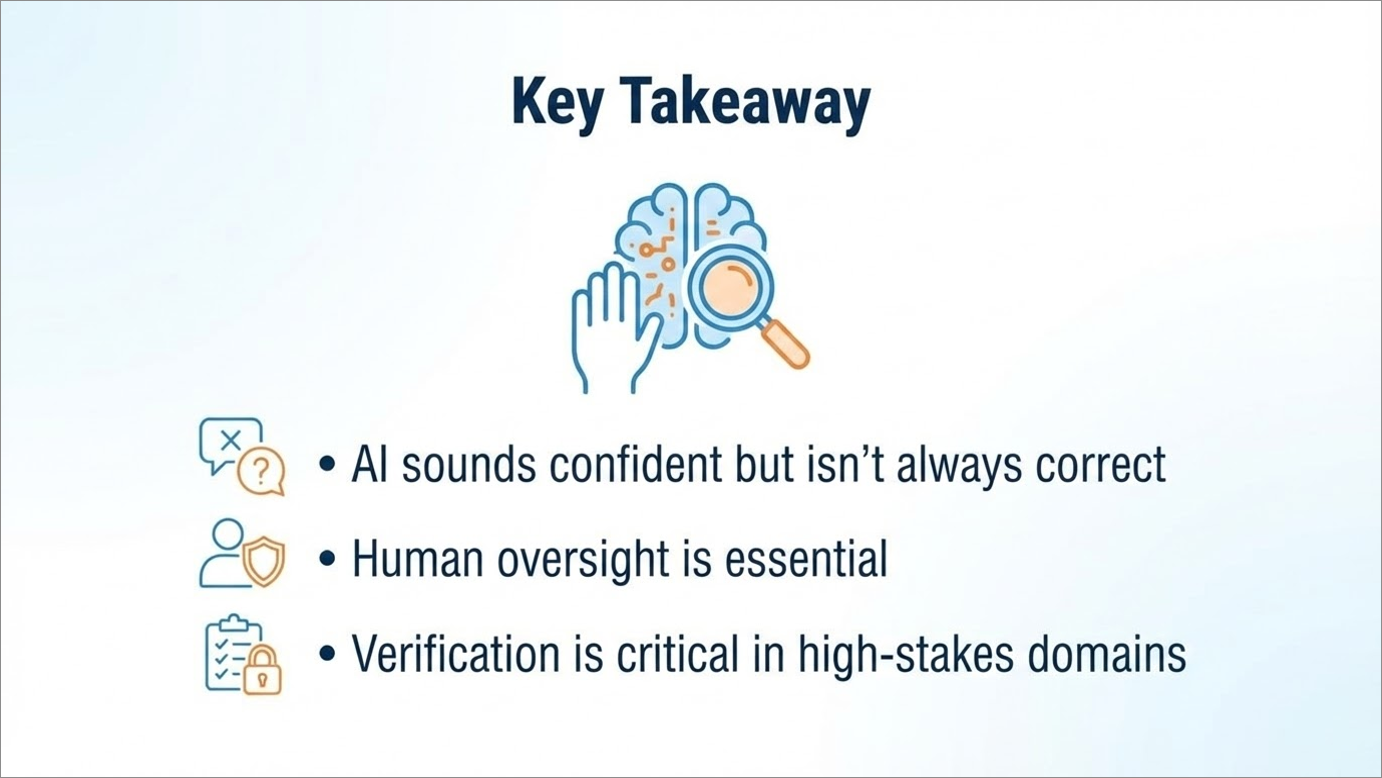 Key Takeaway
• AI sounds confident but isn’t always correct
• Human oversight is essential
• Verification is critical in high-stakes domains